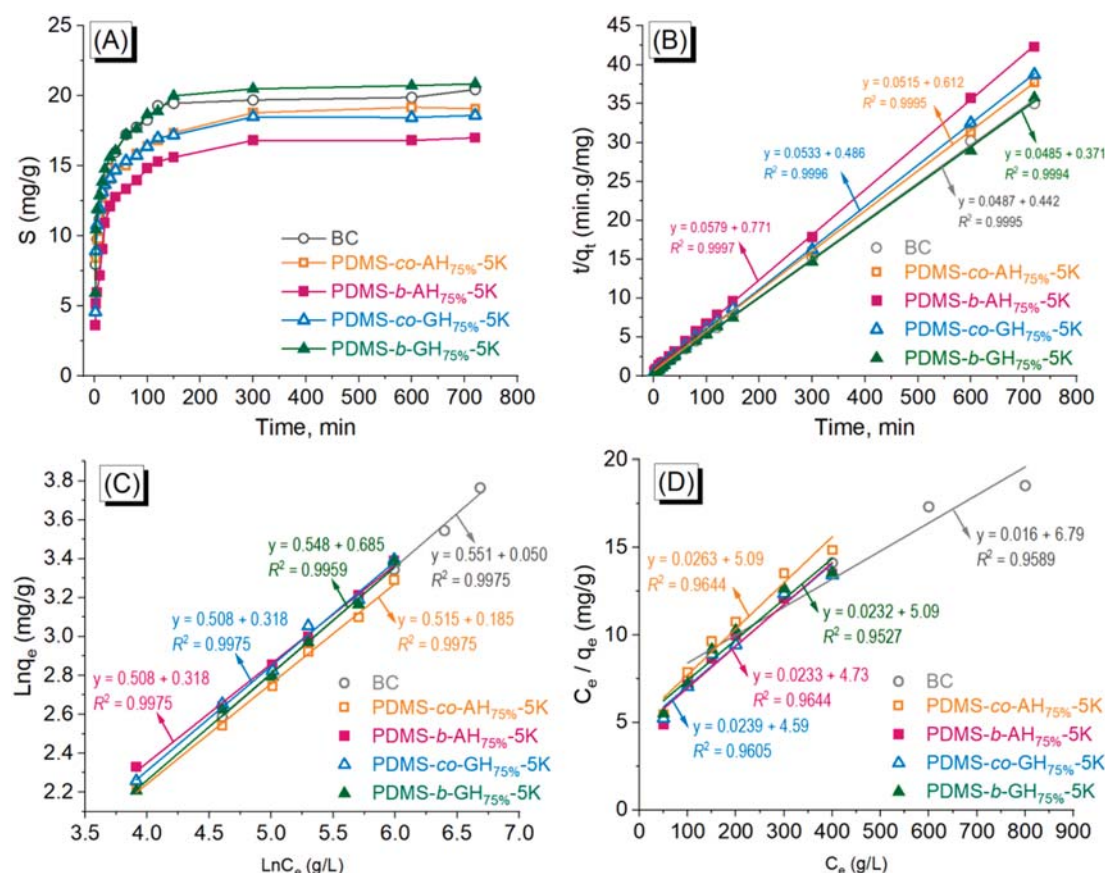 (A)
25
20
15
10
5
0
S (mg/g)
BC
PDMS-co-AH75%-5K
PDMS-b-AH75%-5K
PDMS-co-GH75%-5K
PDMS-b-GH75%-5K
0 100 200 300 400 500 600 700 800
Time, min
(B)
45
40
35
30
25
20
15
10
5
0
t/qt (min.g/mg)
y = 0.0515 + 0.612
R² = 0.9995
y = 0.0533 + 0.486
R² = 0.9996
y = 0.0485 + 0.371
R² = 0.9994
y = 0.0487 + 0.442
R² = 0.9995
y = 0.0579 + 0.771
R² = 0.9997
BC
PDMS-co-AH75%-5K
PDMS-b-AH75%-5K
PDMS-co-GH75%-5K
PDMS-b-GH75%-5K
0 100 200 300 400 500 600 700 800
Time, min
(C)
3.8
3.6
3.4
3.2
3.0
2.8
2.6
2.4
2.2
Lnqe (mg/g)
y = 0.548 + 0.685
R² = 0.9959
y = 0.551 + 0.050
R² = 0.9975
y = 0.508 + 0.318
R² = 0.9975
y = 0.515 + 0.185
R² = 0.9975
y = 0.508 + 0.318
R² = 0.9975
BC
PDMS-co-AH75%-5K
PDMS-b-AH75%-5K
PDMS-co-GH75%-5K
PDMS-b-GH75%-5K
3.5 4.0 4.5 5.0 5.5 6.0 6.5 7.0
LnCe (g/L)
(D)
20
15
10
5
0
Ce / qe (mg/g)
y = 0.0263 + 5.09
R² = 0.9644
y = 0.016 + 6.79
R² = 0.9589
y = 0.0232 + 5.09
R² = 0.9527
y = 0.0233 + 4.73
R² = 0.9644
y = 0.0239 + 4.59
R² = 0.9605
BC
PDMS-co-AH75%-5K
PDMS-b-AH75%-5K
PDMS-co-GH75%-5K
PDMS-b-GH75%-5K
0 100 200 300 400 500 600 700 800 900
Ce (g/L)